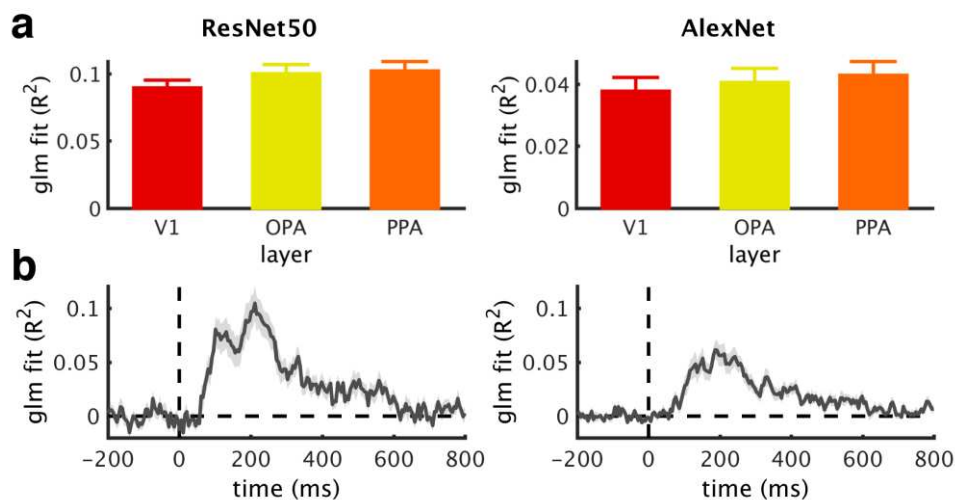 a
ResNet50
AlexNet
glm fit (R²)
0.1
0.05
0
V1
OPA
PPA
layer
glm fit (R²)
0.04
0.02
0
V1
OPA
PPA
layer
b
glm fit (R²)
0.1
0.05
0
−200
0
200
400
600
800
time (ms)
glm fit (R²)
0.1
0.05
0
−200
0
200
400
600
800
time (ms)